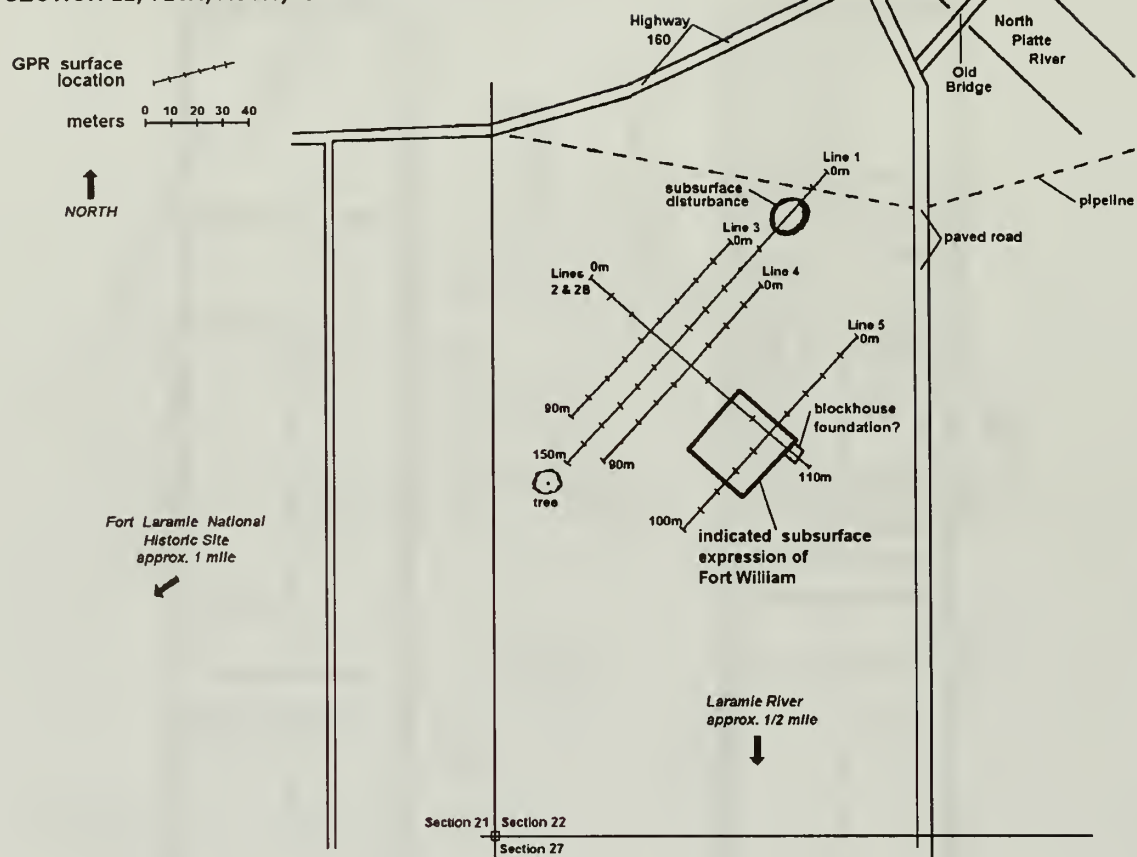 GPR surface
location
meters
0 10 20 30 40
NORTH
Highway
160
North
Platte
River
Old
Bridge
pipeline
paved road
Line 1
0m
subsurface
disturbance
Line 3
0m
Lines 0m
2 & 2B
Line 4
0m
Line 5
0m
90m
150m
90m
tree
blockhouse
foundation?
110m
100m
indicated subsurface
expression of
Fort William
Fort Laramie National
Historic Site
approx. 1 mile
Laramie River
approx. 1/2 mile
Section 21
Section 22
Section 27